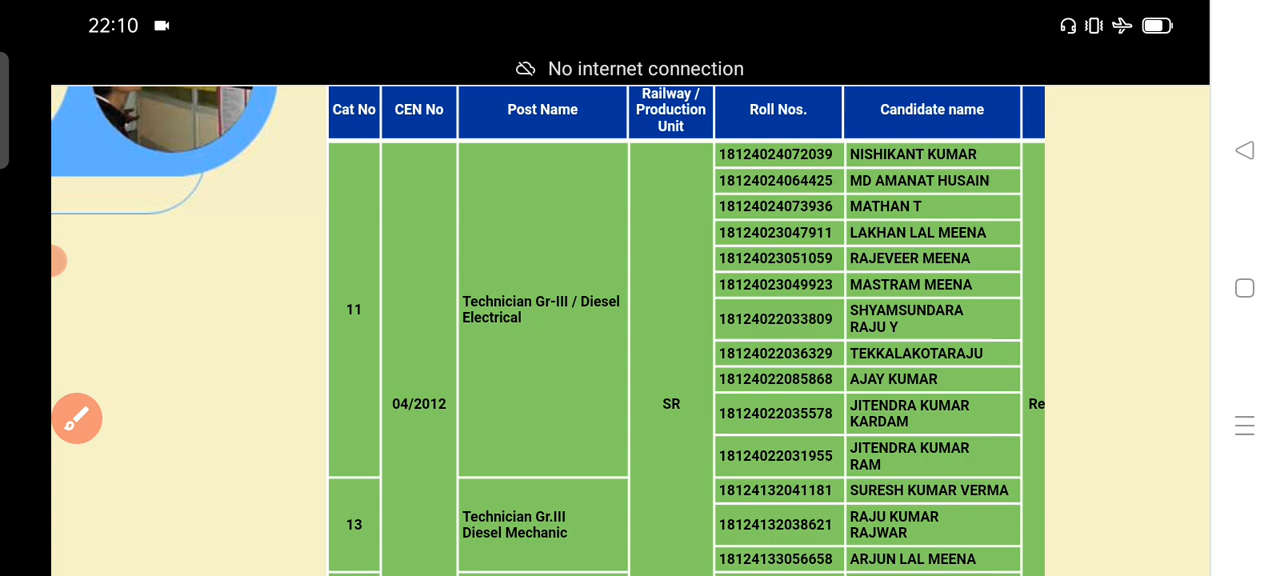 22:10
No internet connection
Cat No CEN No Post Name Railway / Production Unit Roll Nos. Candidate name
11 04/2012 Technician Gr-III / Diesel Electrical SR Re
18124024072039 NISHIKANT KUMAR
18124024064425 MD AMANAT HUSAIN
18124024073936 MATHAN T
18124023047911 LAKHAN LAL MEENA
18124023051059 RAJEVEER MEENA
18124023049923 MASTRAM MEENA
18124022033809 SHYAMSUNDARA RAJU Y
18124022036329 TEKKALAKOTARAJU
18124022085868 AJAY KUMAR
18124022035578 JITENDRA KUMAR KARDAM
18124022031955 JITENDRA KUMAR RAM
13 Technician Gr.III Diesel Mechanic
18124132041181 SURESH KUMAR VERMA
18124132038621 RAJU KUMAR RAJWAR
18124133056658 ARJUN LAL MEENA